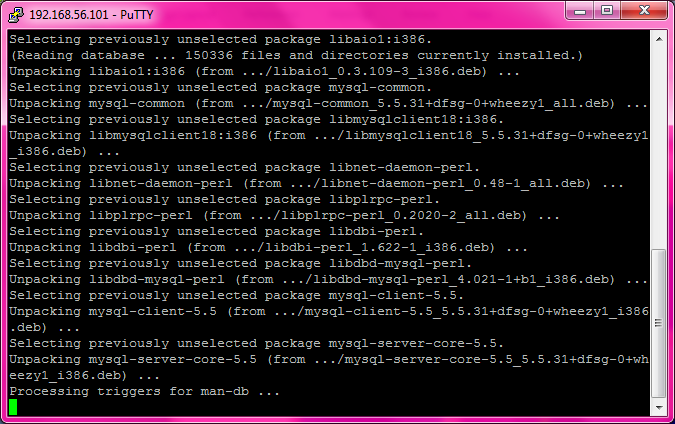 192.168.56.101 - PuTTY
Selecting previously unselected package libaio1:i386.
(Reading database ... 150336 files and directories currently installed.)
Unpacking libaio1:i386 (from .../libaio1_0.3.109-3_i386.deb) ...
Selecting previously unselected package mysql-common.
Unpacking mysql-common (from .../mysql-common_5.5.31+dfsg-0+wheezy1_all.deb) ...
Selecting previously unselected package libmysqlclient18:i386.
Unpacking libmysqlclient18:i386 (from .../libmysqlclient18_5.5.31+dfsg-0+wheezy1
_i386.deb) ...
Selecting previously unselected package libnet-daemon-perl.
Unpacking libnet-daemon-perl (from .../libnet-daemon-perl_0.48-1_all.deb) ...
Selecting previously unselected package libplrpc-perl.
Unpacking libplrpc-perl (from .../libplrpc-perl_0.2020-2_all.deb) ...
Selecting previously unselected package libdbi-perl.
Unpacking libdbi-perl (from .../libdbi-perl_1.622-1_i386.deb) ...
Selecting previously unselected package libdbd-mysql-perl.
Unpacking libdbd-mysql-perl (from .../libdbd-mysql-perl_4.021-1+b1_i386.deb) ...
Selecting previously unselected package mysql-client-5.5.
Unpacking mysql-client-5.5 (from .../mysql-client-5.5_5.5.31+dfsg-0+wheezy1_i386
.deb) ...
Selecting previously unselected package mysql-server-core-5.5.
Unpacking mysql-server-core-5.5 (from .../mysql-server-core-5.5_5.5.31+dfsg-0+wh
eezy1_i386.deb) ...
Processing triggers for man-db ...